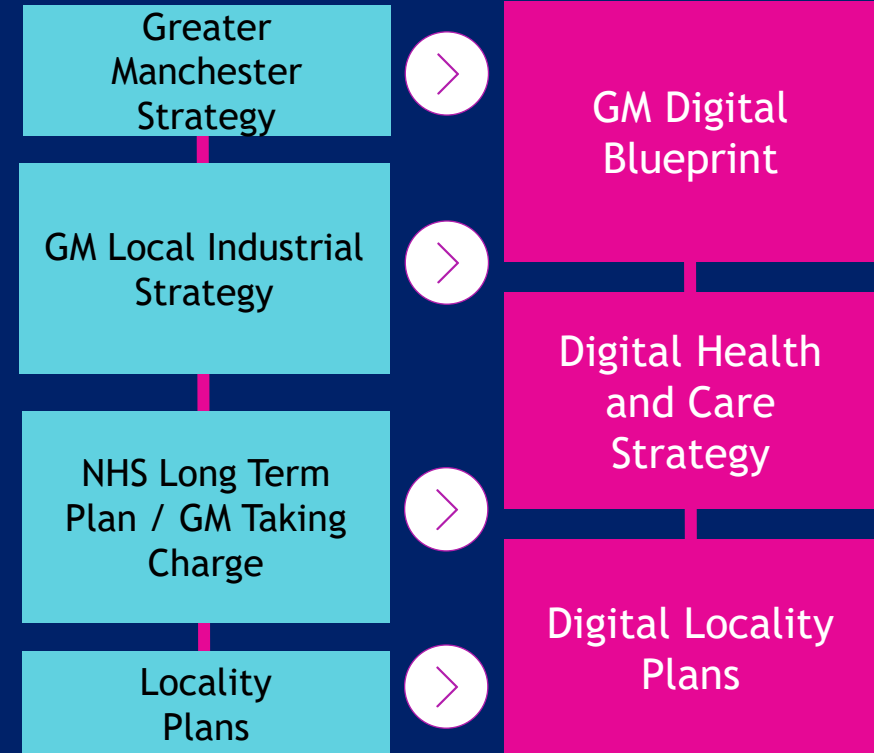 Greater
Manchester
Strategy
GM Local Industrial
Strategy
NHS Long Term
Plan / GM Taking
Charge
Locality
Plans
GM Digital
Blueprint
Digital Health
and Care
Strategy
Digital Locality
Plans